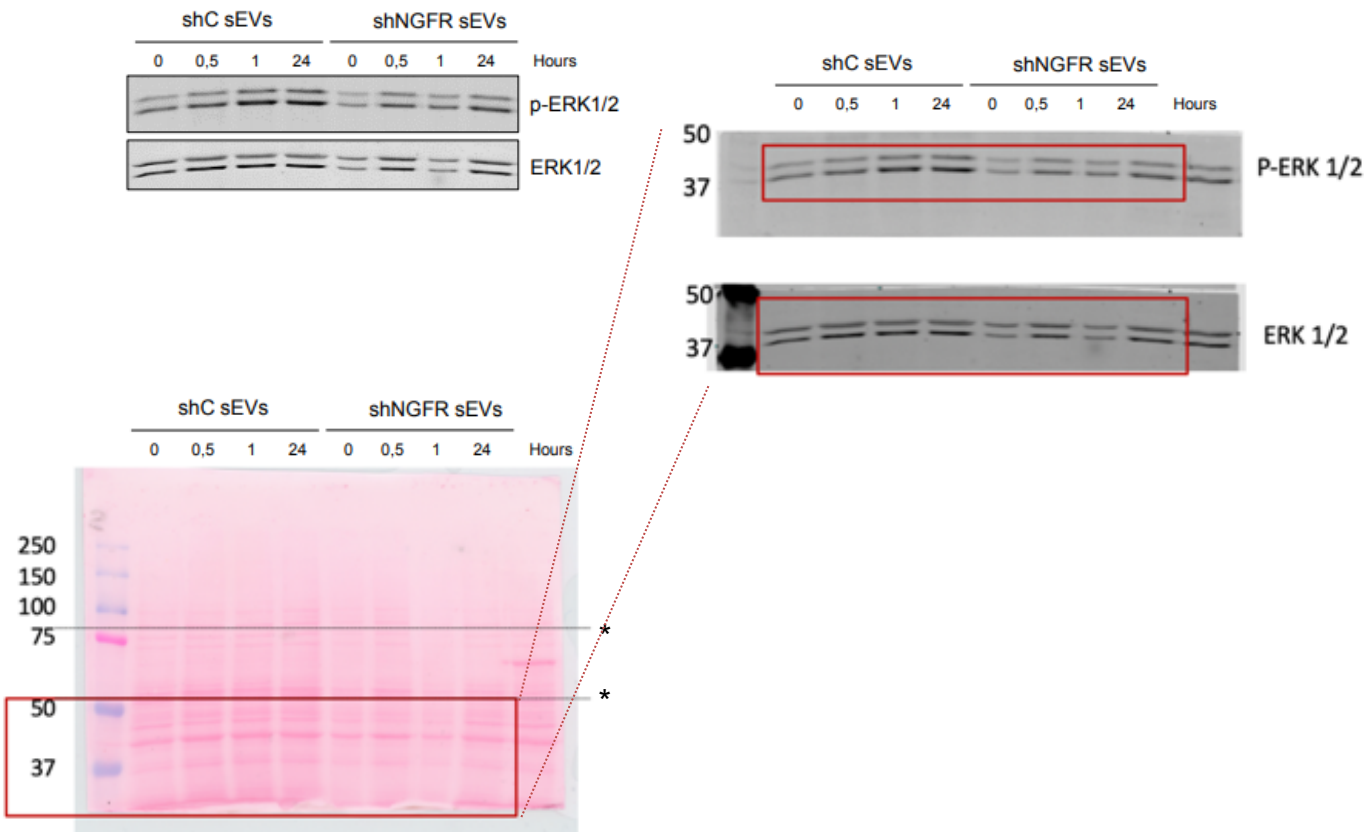 shC sEVs shNGFR sEVs
0 0,5 1 24 0 0,5 1 24 Hours
p-ERK1/2
ERK1/2
shC sEVs shNGFR sEVs
0 0,5 1 24 0 0,5 1 24 Hours
50
37
P-ERK 1/2
50
37
ERK 1/2
shC sEVs shNGFR sEVs
0 0,5 1 24 0 0,5 1 24 Hours
250
150
100
75
*
50
*
37